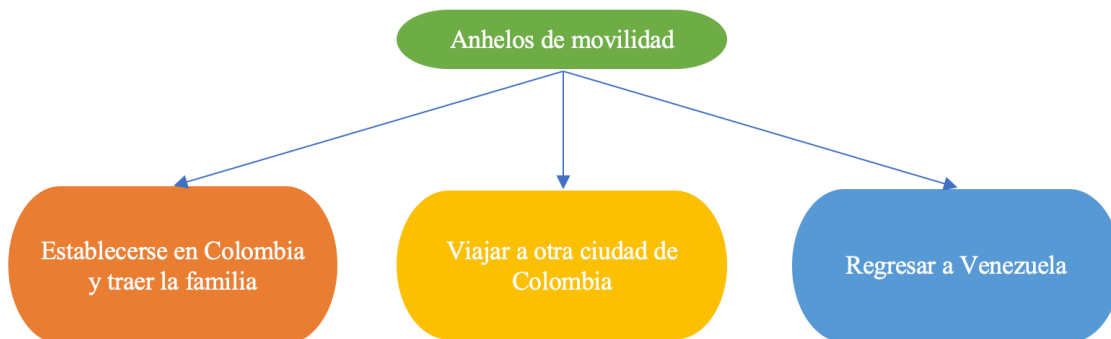 Anhelos de movilidad
Establecerse en Colombia
y traer la familia
Viajar a otra ciudad de
Colombia
Regresar a Venezuela